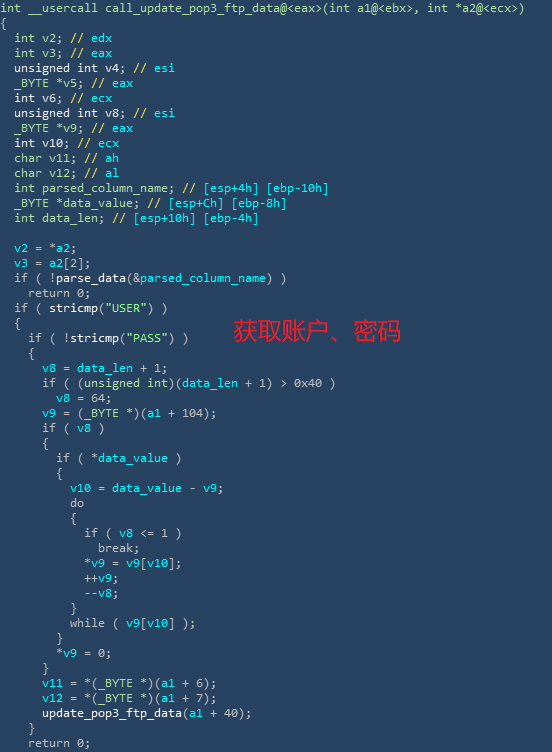 int __usercall call_update_pop3_ftp_data@<eax>(int a1@<ebx>, int *a2@<ecx>)
{
  int v2; // edx
  int v3; // eax
  unsigned int v4; // esi
  _BYTE *v5; // eax
  int v6; // ecx
  unsigned int v8; // esi
  _BYTE *v9; // eax
  int v10; // ecx
  char v11; // ah
  char v12; // al
  int parsed_column_name; // [esp+4h] [ebp-10h]
  _BYTE *data_value; // [esp+Ch] [ebp-8h]
  int data_len; // [esp+10h] [ebp-4h]

  v2 = *a2;
  v3 = a2[2];
  if ( !parse_data(&parsed_column_name) )
    return 0;
  if ( stricmp("USER") )
  {
    if ( !stricmp("PASS") )
获取账户、密码
    {
      v8 = data_len + 1;
      if ( (unsigned int)(data_len + 1) > 0x40 )
        v8 = 64;
      v9 = (_BYTE *)(a1 + 104);
      if ( v8 )
      {
        if ( *data_value )
        {
          v10 = data_value - v9;
          do
          {
            if ( v8 <= 1 )
              break;
            *v9 = v9[v10];
            ++v9;
            --v8;
          }
          while ( v9[v10] );
        }
        *v9 = 0;
      }
      v11 = *(_BYTE *)(a1 + 6);
      v12 = *(_BYTE *)(a1 + 7);
      update_pop3_ftp_data(a1 + 40);
    }
    return 0;